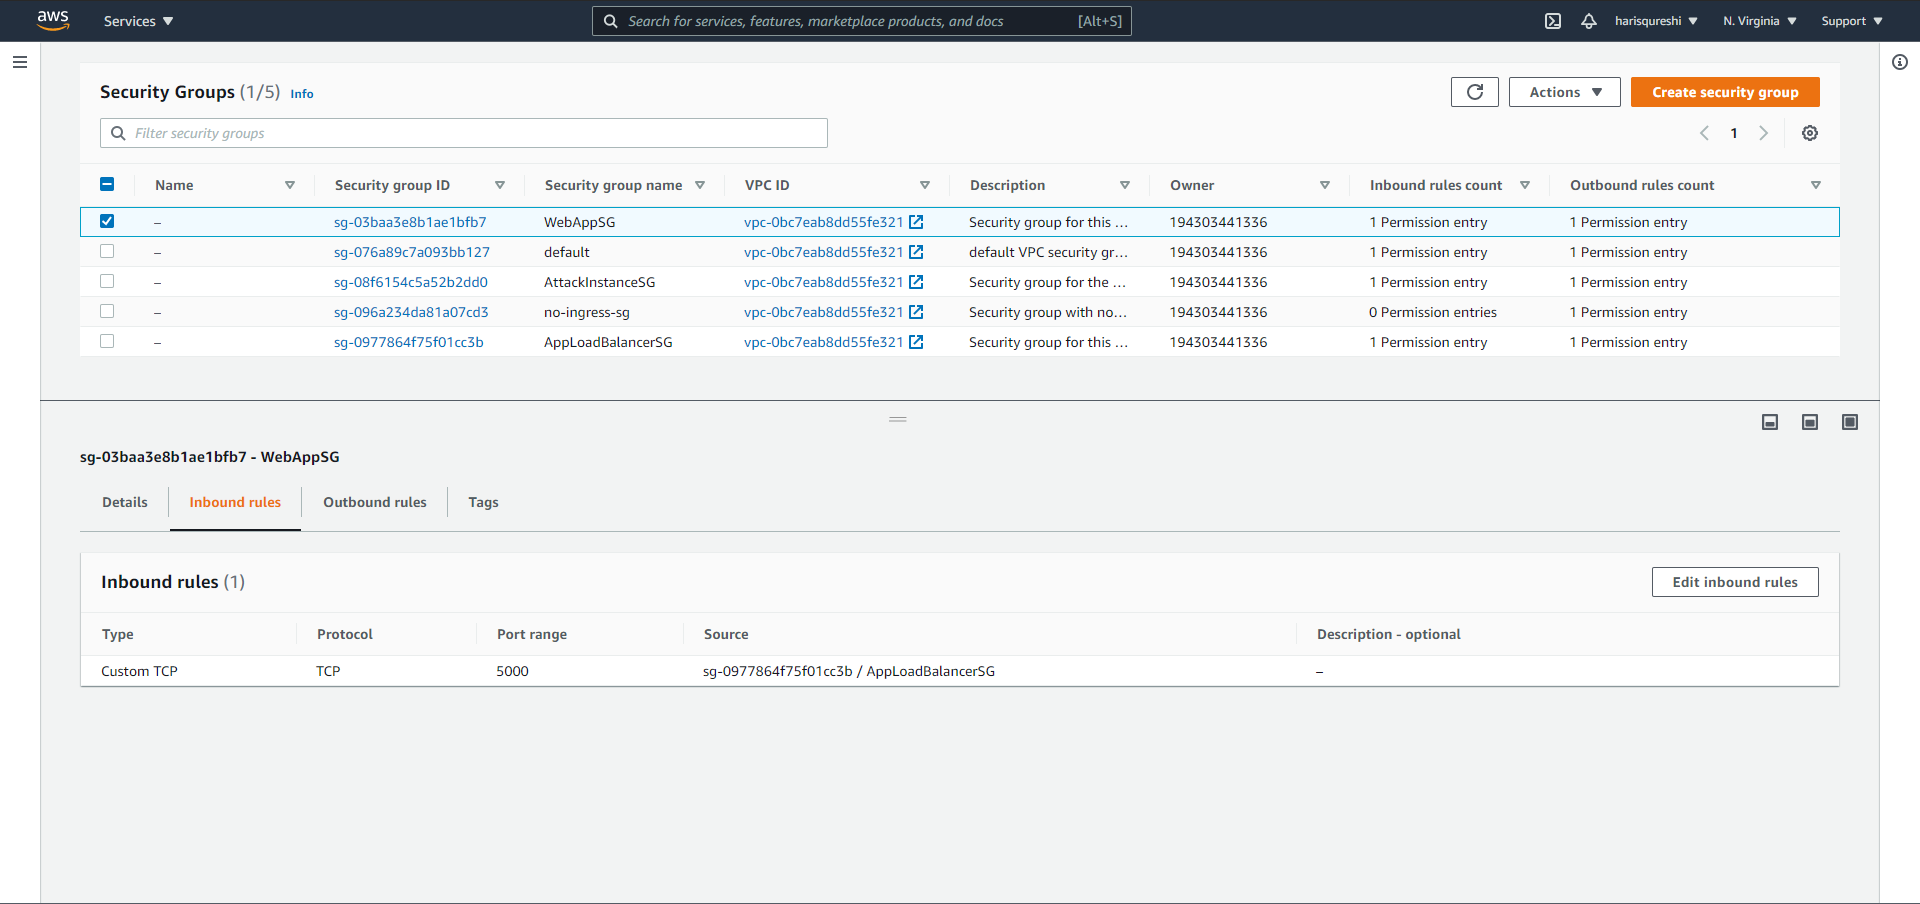 aws Services Search for services, features, marketplace products, and docs [Alt+S] harisqureshi N. Virginia Support
Security Groups (1/5) Info Actions Create security group
Filter security groups 1
Name Security group ID Security group name VPC ID Description Owner Inbound rules count Outbound rules count
– sg-03baa3e8b1ae1bfb7 WebAppSG vpc-0bc7eab8dd55fe321 Security group for this ... 194303441336 1 Permission entry 1 Permission entry
– sg-076a89c7a093bb127 default vpc-0bc7eab8dd55fe321 default VPC security gr... 194303441336 1 Permission entry 1 Permission entry
– sg-08f6154c5a52b2dd0 AttackInstanceSG vpc-0bc7eab8dd55fe321 Security group for the ... 194303441336 1 Permission entry 1 Permission entry
– sg-096a234da81a07cd3 no-ingress-sg vpc-0bc7eab8dd55fe321 Security group with no... 194303441336 0 Permission entries 1 Permission entry
– sg-0977864f75f01cc3b AppLoadBalancerSG vpc-0bc7eab8dd55fe321 Security group for this ... 194303441336 1 Permission entry 1 Permission entry
sg-03baa3e8b1ae1bfb7 - WebAppSG
Details Inbound rules Outbound rules Tags
Inbound rules (1) Edit inbound rules
Type Protocol Port range Source Description - optional
Custom TCP TCP 5000 sg-0977864f75f01cc3b / AppLoadBalancerSG –